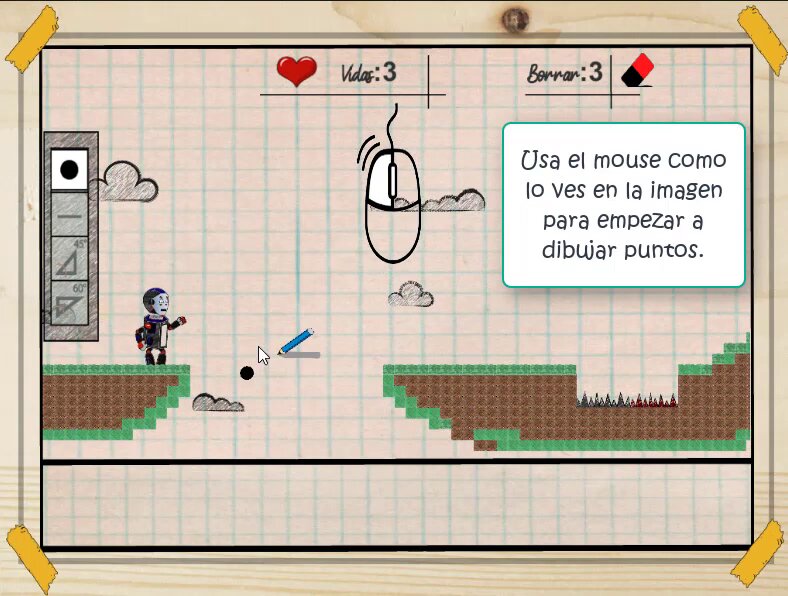 Vidas:3
Borrar:3
Usa el mouse como
lo ves en la imagen
para empezar a
dibujar puntos.
45°
60°